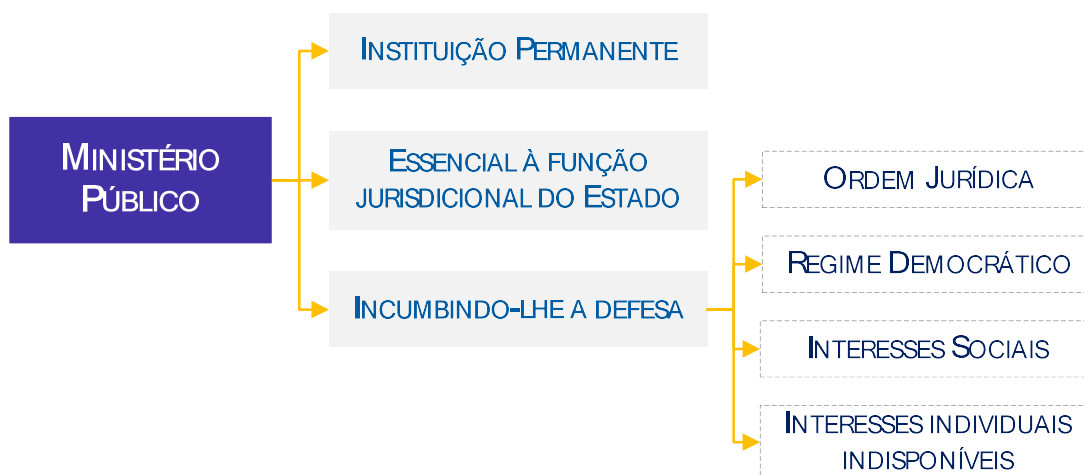 MINISTÉRIO
PÚBLICO
INSTITUIÇÃO PERMANENTE
ESSENCIAL À FUNÇÃO
JURISDICIONAL DO ESTADO
INCUMBINDO-LHE A DEFESA
ORDEM JURÍDICA
REGIME DEMOCRÁTICO
INTERESSES SOCIAIS
INTERESSES INDIVIDUAIS
INDISPONÍVEIS